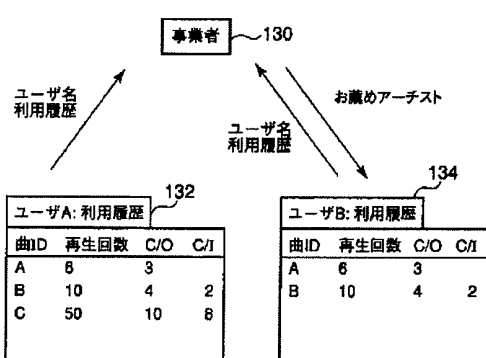 事業者
130
ユーザ名
利用履歴
お薦めアーチスト
ユーザ名
利用履歴
132
134
ユーザA: 利用履歴
曲ID 再生回数 C/O C/I
A 6 3
B 10 4 2
C 50 10 8
ユーザB: 利用履歴
曲ID 再生回数 C/O C/I
A 6 3
B 10 4 2